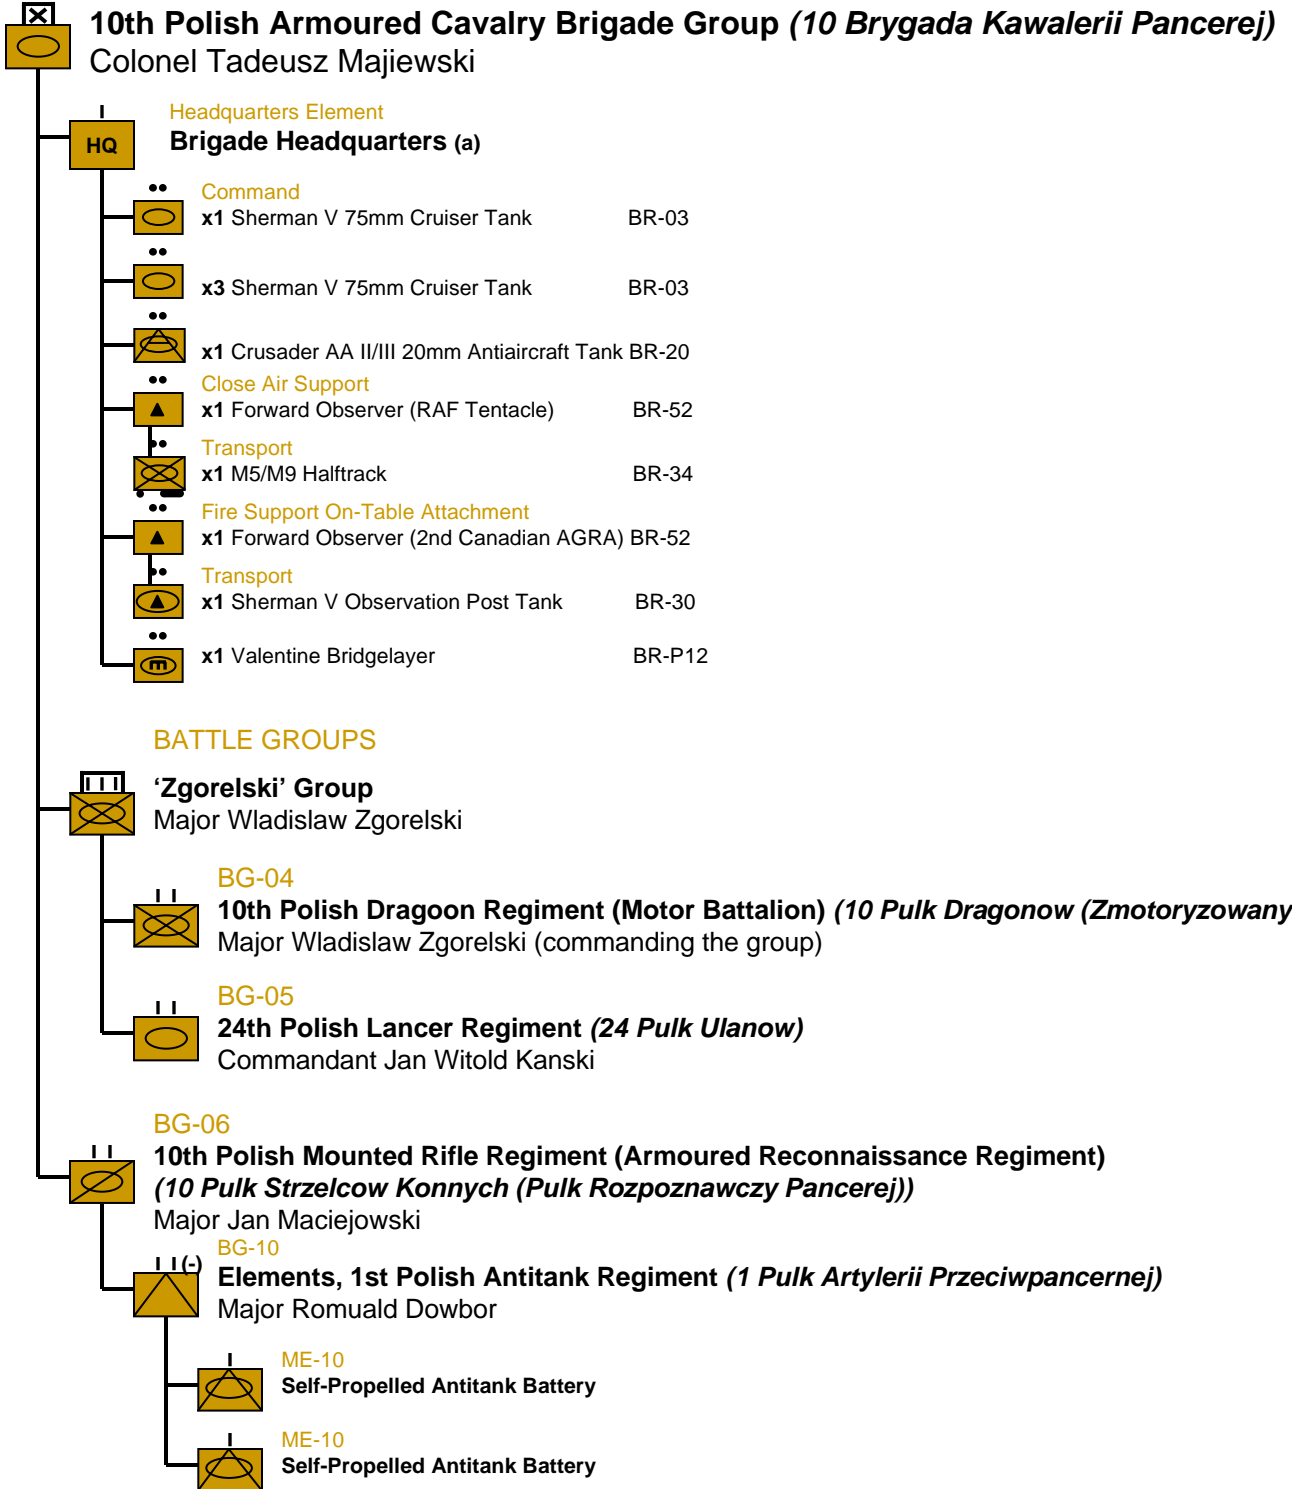 10th Polish Armoured Cavalry Brigade Group (10 Brygada Kawalerii Pancerej)
Colonel Tadeusz Majiewski
Headquarters Element
HQ
Brigade Headquarters (a)
Command
x1 Sherman V 75mm Cruiser Tank BR-03
x3 Sherman V 75mm Cruiser Tank BR-03
x1 Crusader AA II/III 20mm Antiaircraft Tank BR-20
Close Air Support
x1 Forward Observer (RAF Tentacle) BR-52
Transport
x1 M5/M9 Halftrack BR-34
Fire Support On-Table Attachment
x1 Forward Observer (2nd Canadian AGRA) BR-52
Transport
x1 Sherman V Observation Post Tank BR-30
x1 Valentine Bridgelayer BR-P12
BATTLE GROUPS
‘Zgorelski’ Group
Major Wladislaw Zgorelski
BG-04
10th Polish Dragoon Regiment (Motor Battalion) (10 Pulk Dragonow (Zmotoryzowany
Major Wladislaw Zgorelski (commanding the group)
BG-05
24th Polish Lancer Regiment (24 Pulk Ulanow)
Commandant Jan Witold Kanski
BG-06
10th Polish Mounted Rifle Regiment (Armoured Reconnaissance Regiment)
(10 Pulk Strzelcow Konnych (Pulk Rozpoznawczy Pancerej))
Major Jan Maciejowski
BG-10
(-)
Elements, 1st Polish Antitank Regiment (1 Pulk Artylerii Przeciwpancernej)
Major Romuald Dowbor
ME-10
Self-Propelled Antitank Battery
ME-10
Self-Propelled Antitank Battery